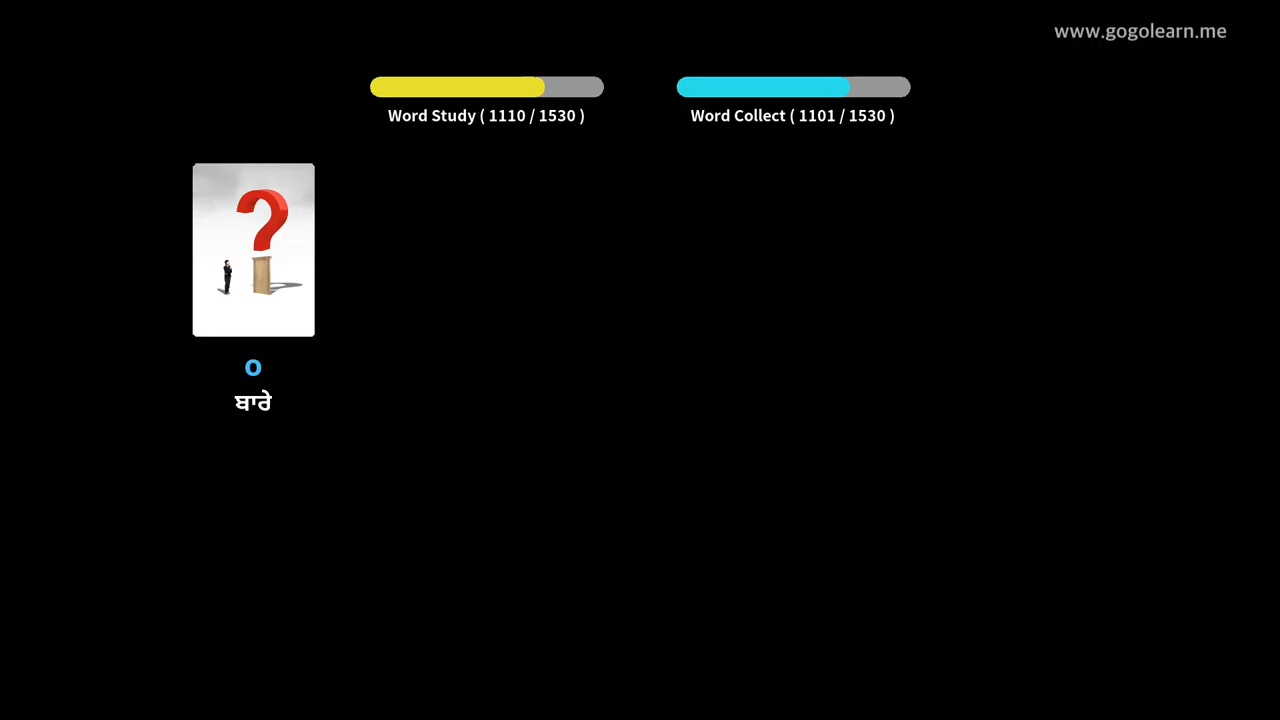 www.gogolearn.me
Word Study ( 1110 / 1530 )
Word Collect ( 1101 / 1530 )
o
ਬਾਰੇ